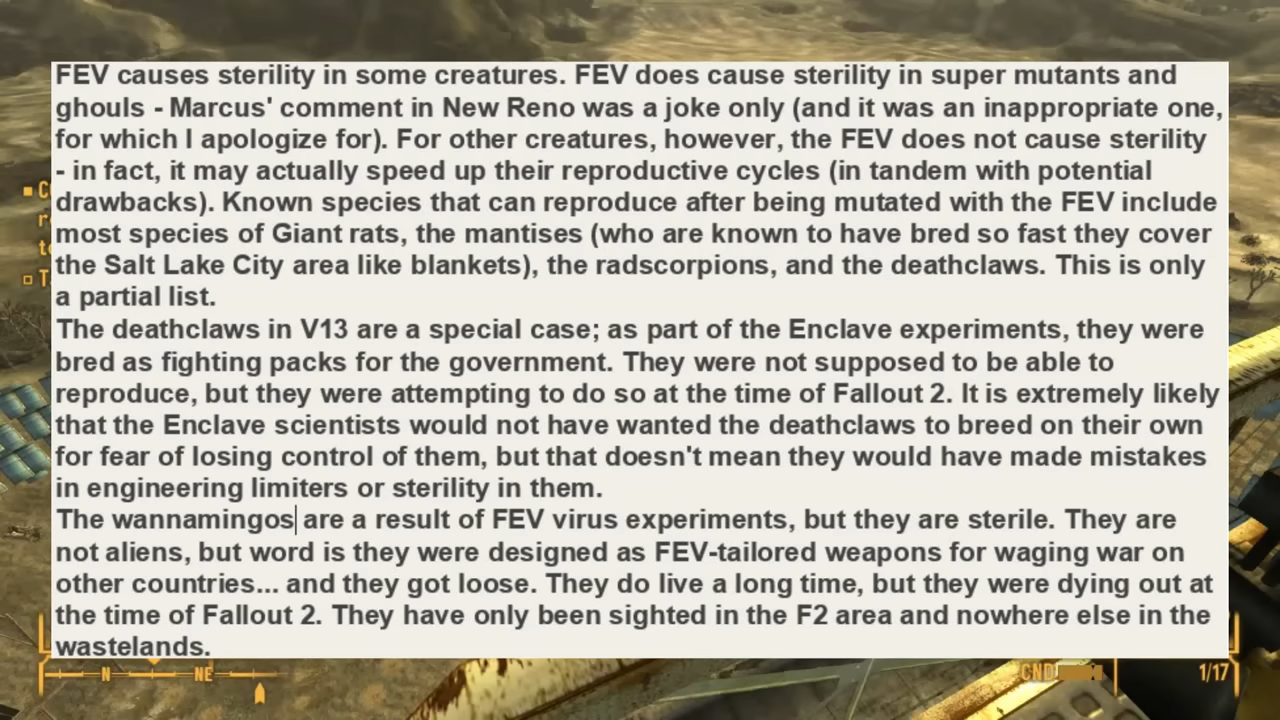 FEV causes sterility in some creatures. FEV does cause sterility in super mutants and
ghouls - Marcus' comment in New Reno was a joke only (and it was an inappropriate one,
for which I apologize for). For other creatures, however, the FEV does not cause sterility
- in fact, it may actually speed up their reproductive cycles (in tandem with potential
drawbacks). Known species that can reproduce after being mutated with the FEV include
most species of Giant rats, the mantises (who are known to have bred so fast they cover
the Salt Lake City area like blankets), the radscorpions, and the deathclaws. This is only
a partial list.
The deathclaws in V13 are a special case; as part of the Enclave experiments, they were
bred as fighting packs for the government. They were not supposed to be able to
reproduce, but they were attempting to do so at the time of Fallout 2. It is extremely likely
that the Enclave scientists would not have wanted the deathclaws to breed on their own
for fear of losing control of them, but that doesn't mean they would have made mistakes
in engineering limiters or sterility in them.
The wannamingos are a result of FEV virus experiments, but they are sterile. They are
not aliens, but word is they were designed as FEV-tailored weapons for waging war on
other countries... and they got loose. They do live a long time, but they were dying out at
the time of Fallout 2. They have only been sighted in the F2 area and nowhere else in the
wastelands.
N NE CND 1/17